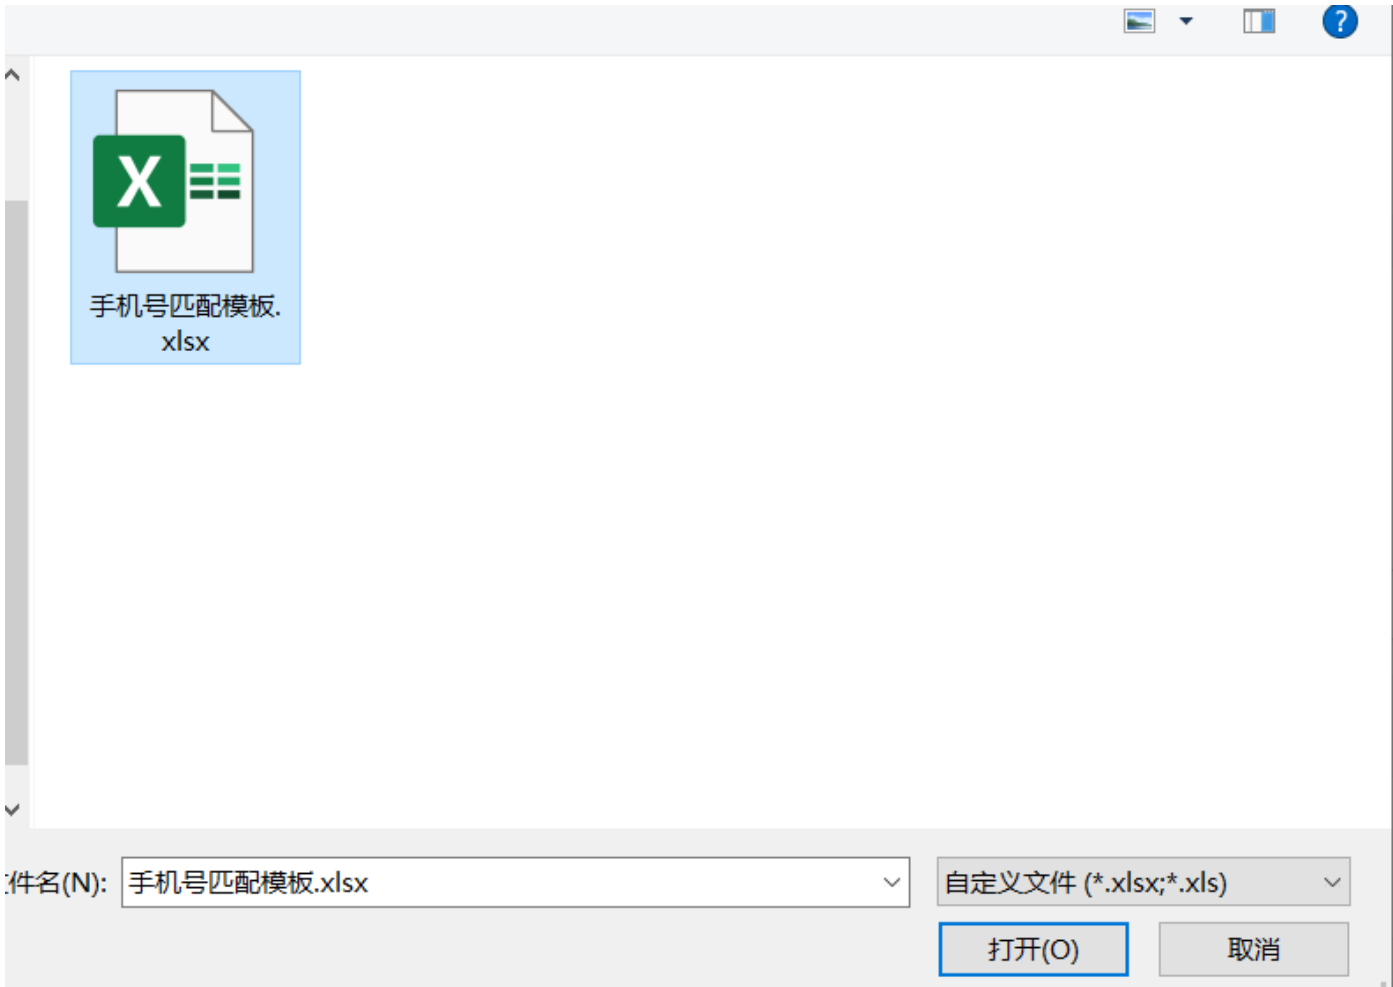 手机号匹配模板.
xlsx
件名(N):
手机号匹配模板.xlsx
自定义文件 (*.xlsx;*.xls)
打开(O)
取消